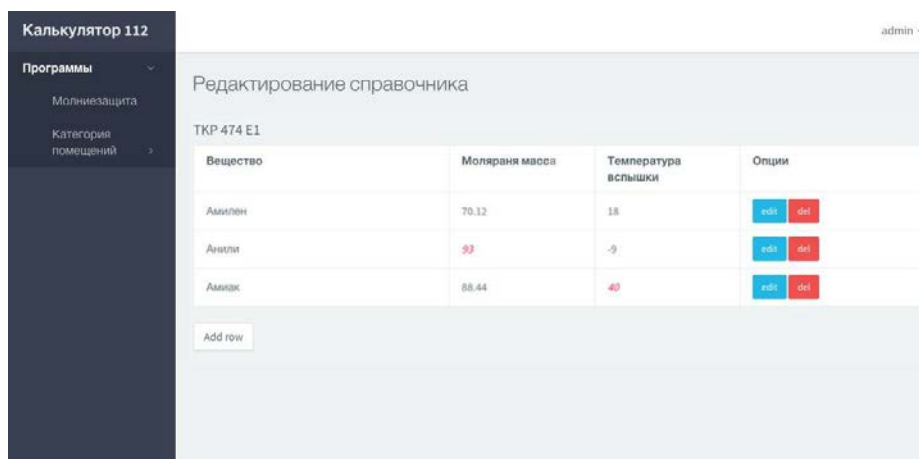 Калькулятор 112
admin
Программы
Молниезащита
Категория
помещений
Редактирование справочника
ТКР 474 Е1
Вещество Моляраня масса Температура вспышки Опции
Амилен 70.12 18 edit del
Анили 93 -9 edit del
Амиак 88.44 40 edit del
Add row